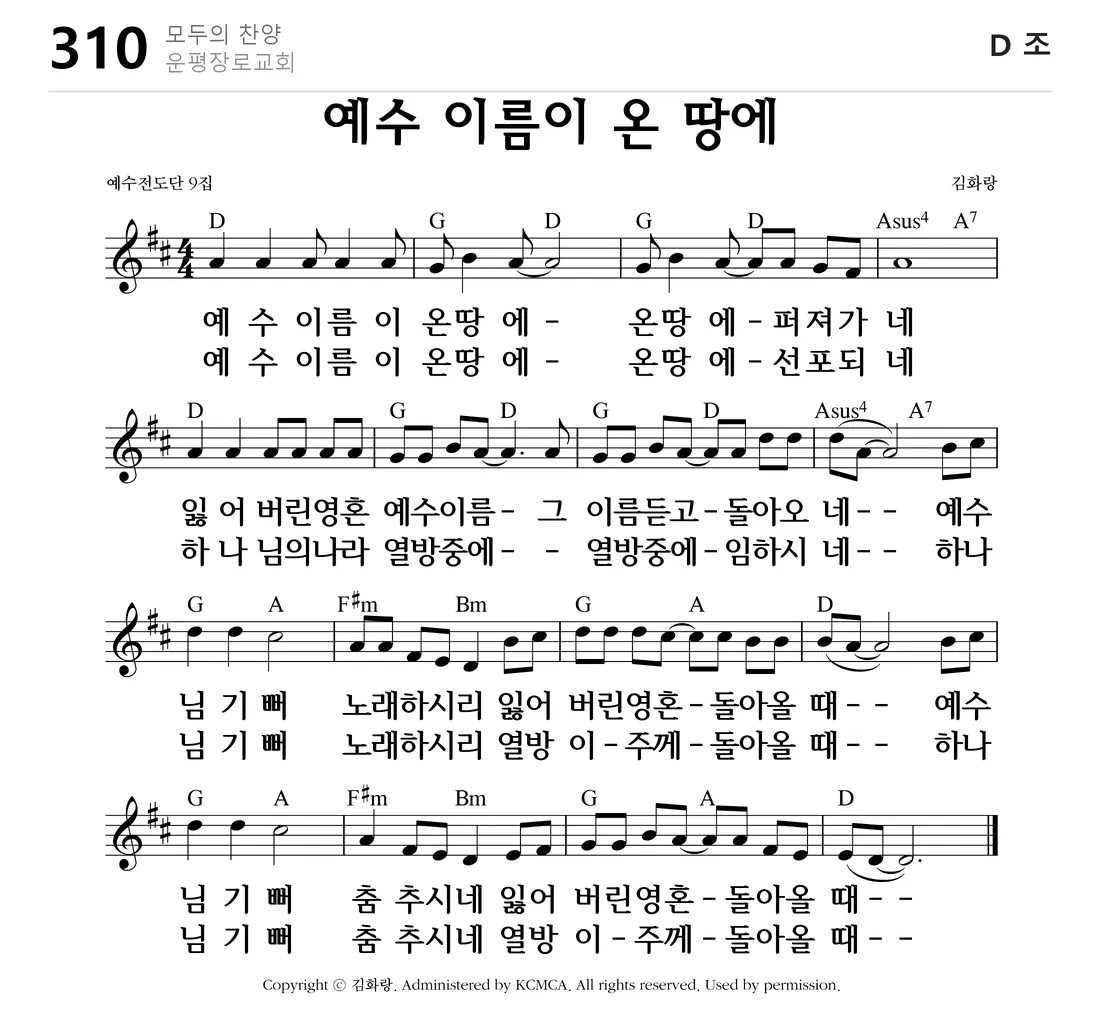 310 모두의 찬양
운평장로교회
D 조
예수 이름이 온 땅에
예수전도단 9집 김화랑
D G D G D Asus4 A7
예 수 이름 이 온땅 에 - 온땅 에 - 퍼져가 네
예 수 이름 이 온땅 에 - 온땅 에 - 선포되 네
D G D G D Asus4 A7
잃 어 버린영혼 예수이름 - 그 이름듣고 - 돌아오 네 - - 예수
하 나 님의나라 열방중에 - - 열방중에 - 임하시 네 - - 하나
G A F#m Bm G A D
님 기 뻐 노래하시리 잃어 버린영혼 - 돌아올 때 - - 예수
님 기 뻐 노래하시리 열방 이 - 주께 - 돌아올 때 - - 하나
G A F#m Bm G A D
님 기 뻐 춤 추시네 잃어 버린영혼 - 돌아올 때 - -
님 기 뻐 춤 추시네 열방 이 - 주께 - 돌아올 때 - -
Copyright ⓒ 김화랑. Administered by KCMCA. All rights reserved. Used by permission.